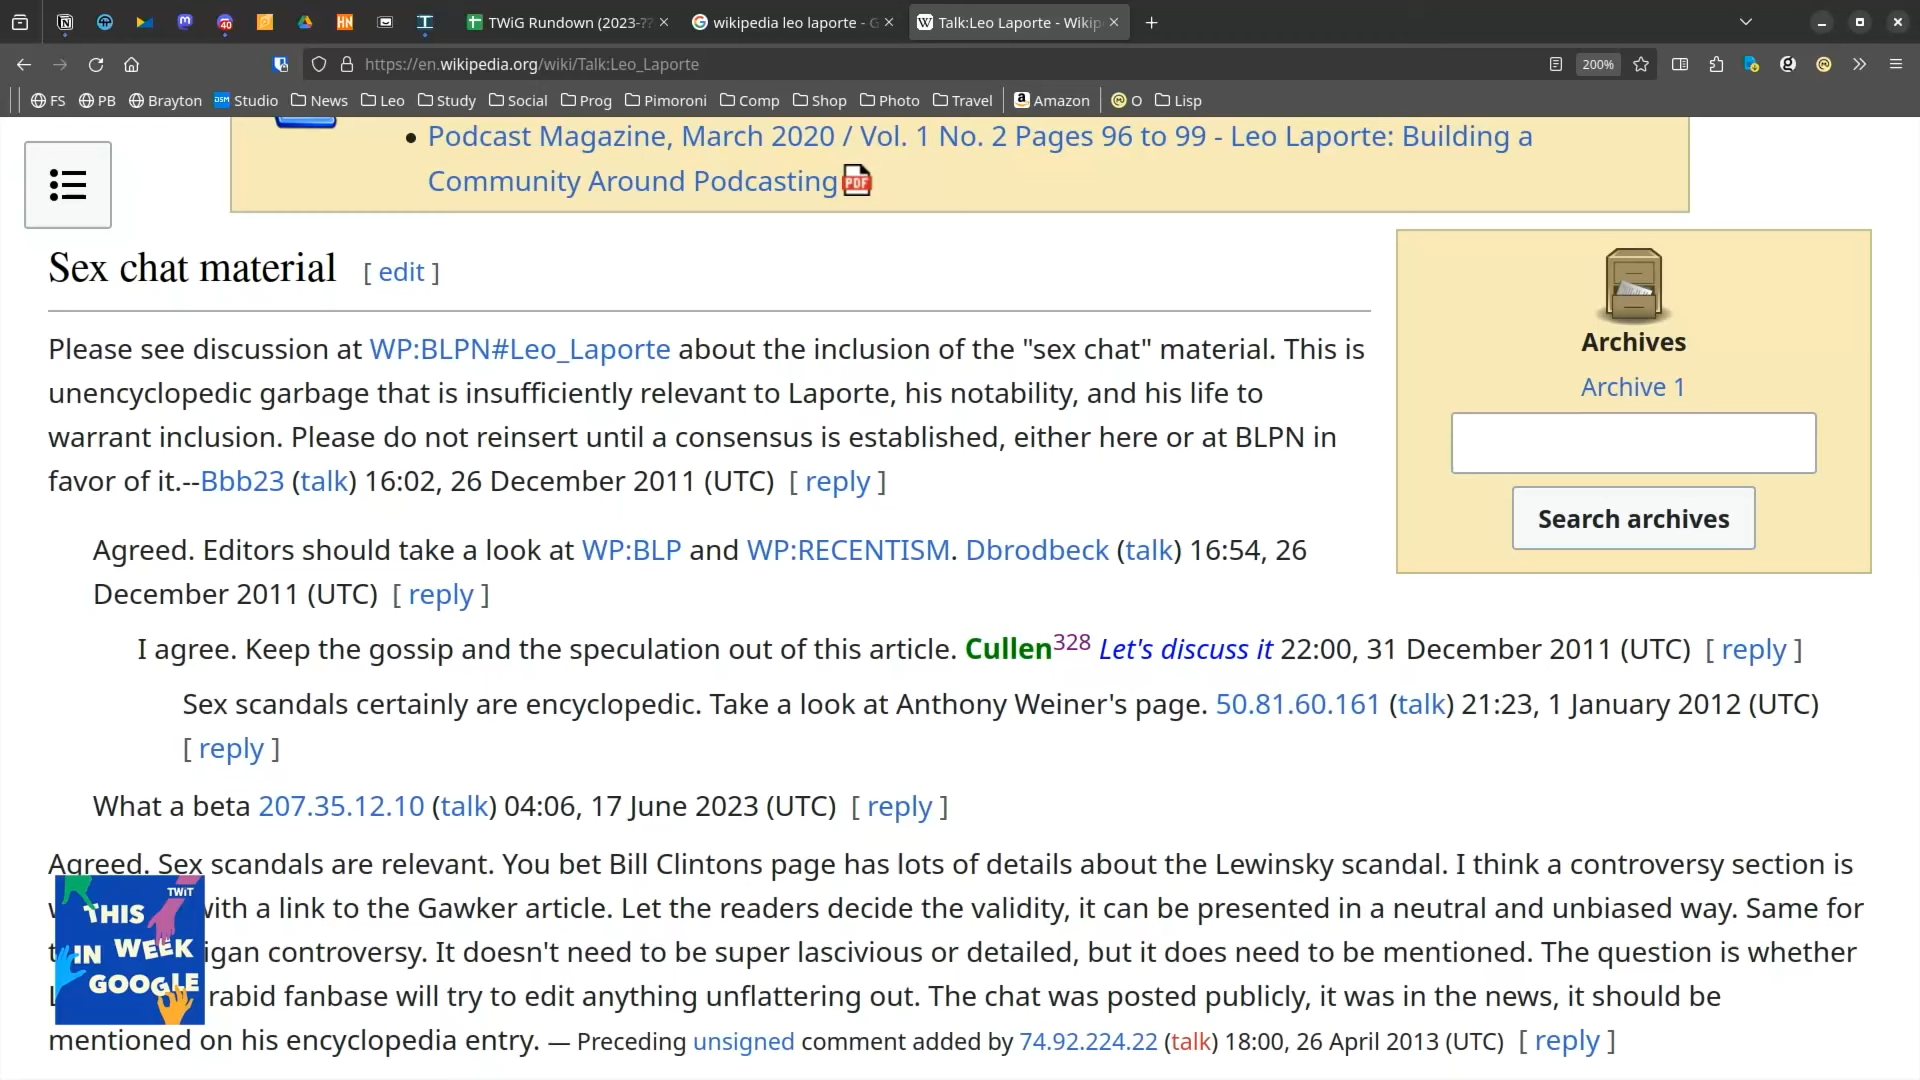 TWiG Rundown (2023-??
wikipedia leo laporte - G
Talk:Leo Laporte - Wikip
40
HN
https://en.wikipedia.org/wiki/Talk:Leo_Laporte
200%
FS PB Brayton DSM Studio News Leo Study Social Prog Pimoroni Comp Shop Photo Travel Amazon O Lisp
Podcast Magazine, March 2020 / Vol. 1 No. 2 Pages 96 to 99 - Leo Laporte: Building a
Community Around Podcasting PDF
Sex chat material [ edit ]
Archives
Archive 1
Search archives
Please see discussion at WP:BLPN#Leo_Laporte about the inclusion of the "sex chat" material. This is
unencyclopedic garbage that is insufficiently relevant to Laporte, his notability, and his life to
warrant inclusion. Please do not reinsert until a consensus is established, either here or at BLPN in
favor of it.--Bbb23 (talk) 16:02, 26 December 2011 (UTC) [ reply ]
Agreed. Editors should take a look at WP:BLP and WP:RECENTISM. Dbrodbeck (talk) 16:54, 26
December 2011 (UTC) [ reply ]
I agree. Keep the gossip and the speculation out of this article. Cullen328 Let's discuss it 22:00, 31 December 2011 (UTC) [ reply ]
Sex scandals certainly are encyclopedic. Take a look at Anthony Weiner's page. 50.81.60.161 (talk) 21:23, 1 January 2012 (UTC)
[ reply ]
What a beta 207.35.12.10 (talk) 04:06, 17 June 2023 (UTC) [ reply ]
Agreed. Sex scandals are relevant. You bet Bill Clintons page has lots of details about the Lewinsky scandal. I think a controversy section is
with a link to the Gawker article. Let the readers decide the validity, it can be presented in a neutral and unbiased way. Same for
igan controversy. It doesn't need to be super lascivious or detailed, but it does need to be mentioned. The question is whether
rabid fanbase will try to edit anything unflattering out. The chat was posted publicly, it was in the news, it should be
mentioned on his encyclopedia entry. — Preceding unsigned comment added by 74.92.224.22 (talk) 18:00, 26 April 2013 (UTC) [ reply ]
TWiT
THIS
IN WEEK
GOOGLE